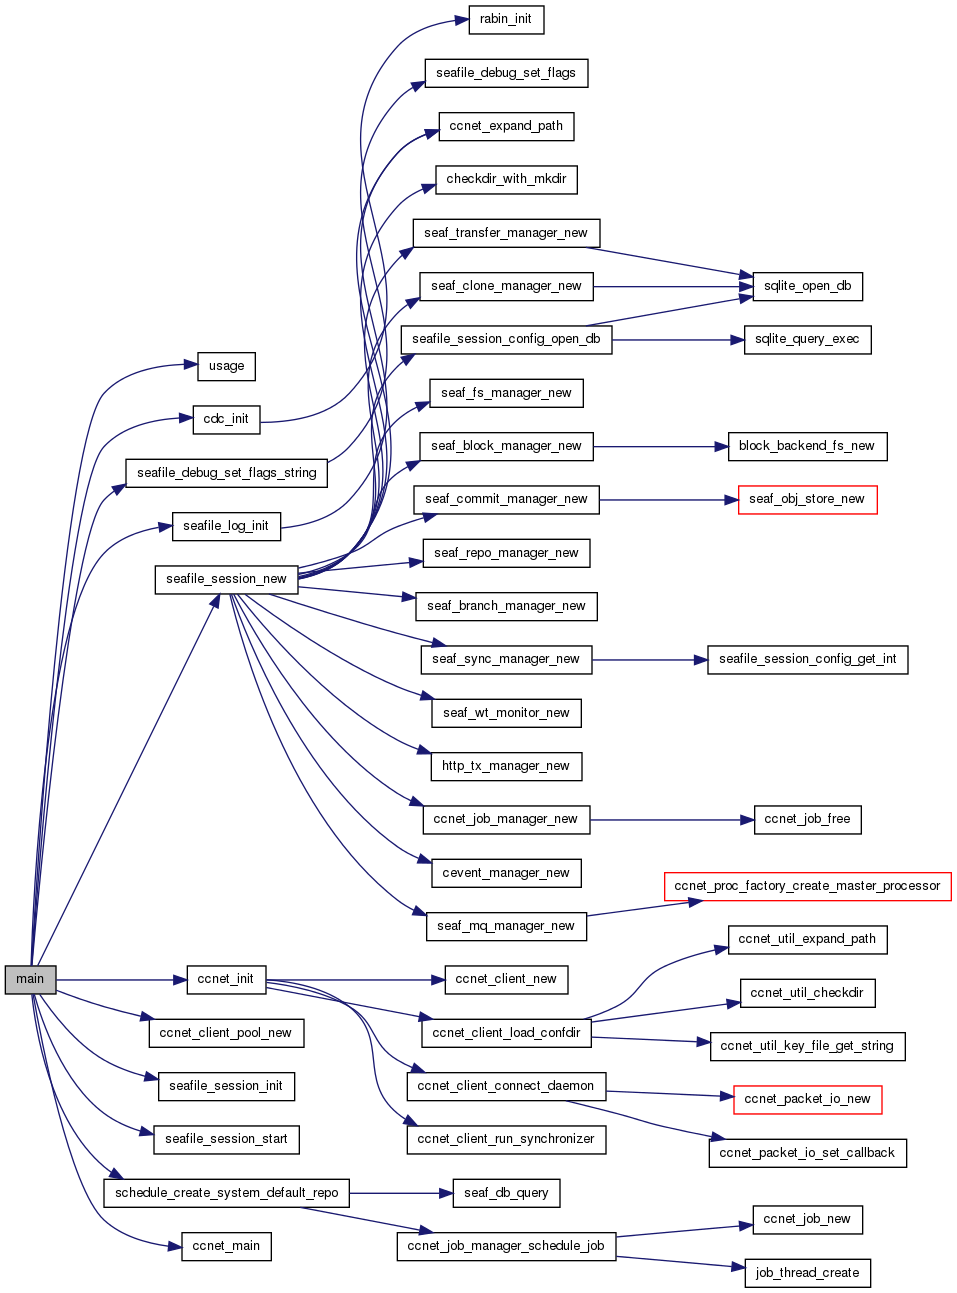 rabin_init
seafile_debug_set_flags
ccnet_expand_path
checkdir_with_mkdir
seaf_transfer_manager_new
seaf_clone_manager_new
sqlite_open_db
seafile_session_config_open_db
sqlite_query_exec
usage
seaf_fs_manager_new
cdc_init
seaf_block_manager_new
block_backend_fs_new
seafile_debug_set_flags_string
seaf_commit_manager_new
seaf_obj_store_new
seafile_log_init
seaf_repo_manager_new
seafile_session_new
seaf_branch_manager_new
seaf_sync_manager_new
seafile_session_config_get_int
seaf_wt_monitor_new
http_tx_manager_new
ccnet_job_manager_new
ccnet_job_free
cevent_manager_new
ccnet_proc_factory_create_master_processor
seaf_mq_manager_new
ccnet_util_expand_path
main
ccnet_init
ccnet_client_new
ccnet_util_checkdir
ccnet_client_pool_new
ccnet_client_load_confdir
ccnet_util_key_file_get_string
seafile_session_init
ccnet_client_connect_daemon
ccnet_packet_io_new
seafile_session_start
ccnet_client_run_synchronizer
ccnet_packet_io_set_callback
schedule_create_system_default_repo
seaf_db_query
ccnet_job_new
ccnet_main
ccnet_job_manager_schedule_job
job_thread_create